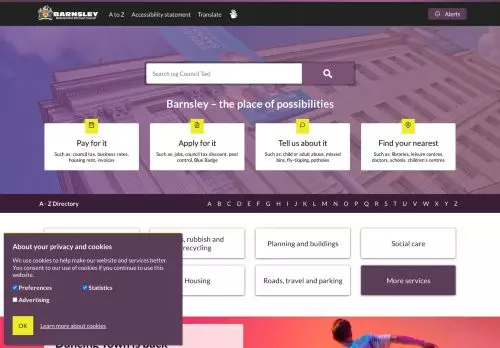 BARNSLEY
A to Z
Accessibility statement
Translate
Alerts
Search (eg Council Tax)
Barnsley – the place of possibilities
Pay for it
Such as: council tax, business rates,
housing rent, invoices
Apply for it
Such as: jobs, council tax discount, pest
control, Blue Badge
Tell us about it
Such as: child or adult abuse, missed
bins, fly-tipping, potholes
Find your nearest
Such as: libraries, leisure centres,
doctors, schools, children's centres
A - Z Directory
A B C D E F G H I J K L M N O P Q R S T U V W X Y Z
rubbish and
recycling
Planning and buildings
Social care
Housing
Roads, travel and parking
More services
About your privacy and cookies
We use cookies to help make our website and services better.
You consent to our use of cookies if you continue to use this
website.
Preferences
Statistics
Advertising
OK
Learn more about cookies
Dancing Town is back